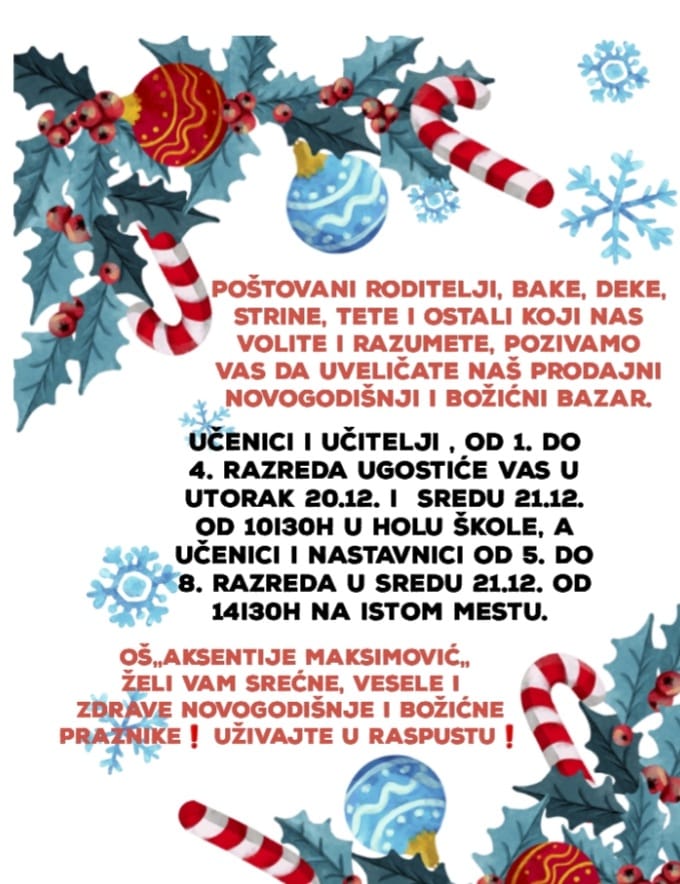 POŠTOVANI RODITELJI, BAKE, DEKE,
STRINE, TETE I OSTALI KOJI NAS
VOLITE I RAZUMETE, POZIVAMO
VAS DA UVELIČATE NAŠ PRODAJNI
NOVOGODIŠNJI I BOŽIĆNI BAZAR.
UČENICI I UČITELJI , OD 1. DO
4. RAZREDA UGOSTIĆE VAS U
UTORAK 20.12. I SREDU 21.12.
OD 10I30H U HOLU ŠKOLE, A
UČENICI I NASTAVNICI OD 5. DO
8. RAZREDA U SREDU 21.12. OD
14I30H NA ISTOM MESTU.
OŠ,,AKSENTIJE MAKSIMOVIĆ,,
ŽELI VAM SREĆNE, VESELE I
ZDRAVE NOVOGODIŠNJE I BOŽIĆNE
PRAZNIKE❗ UŽIVAJTE U RASPUSTU❗